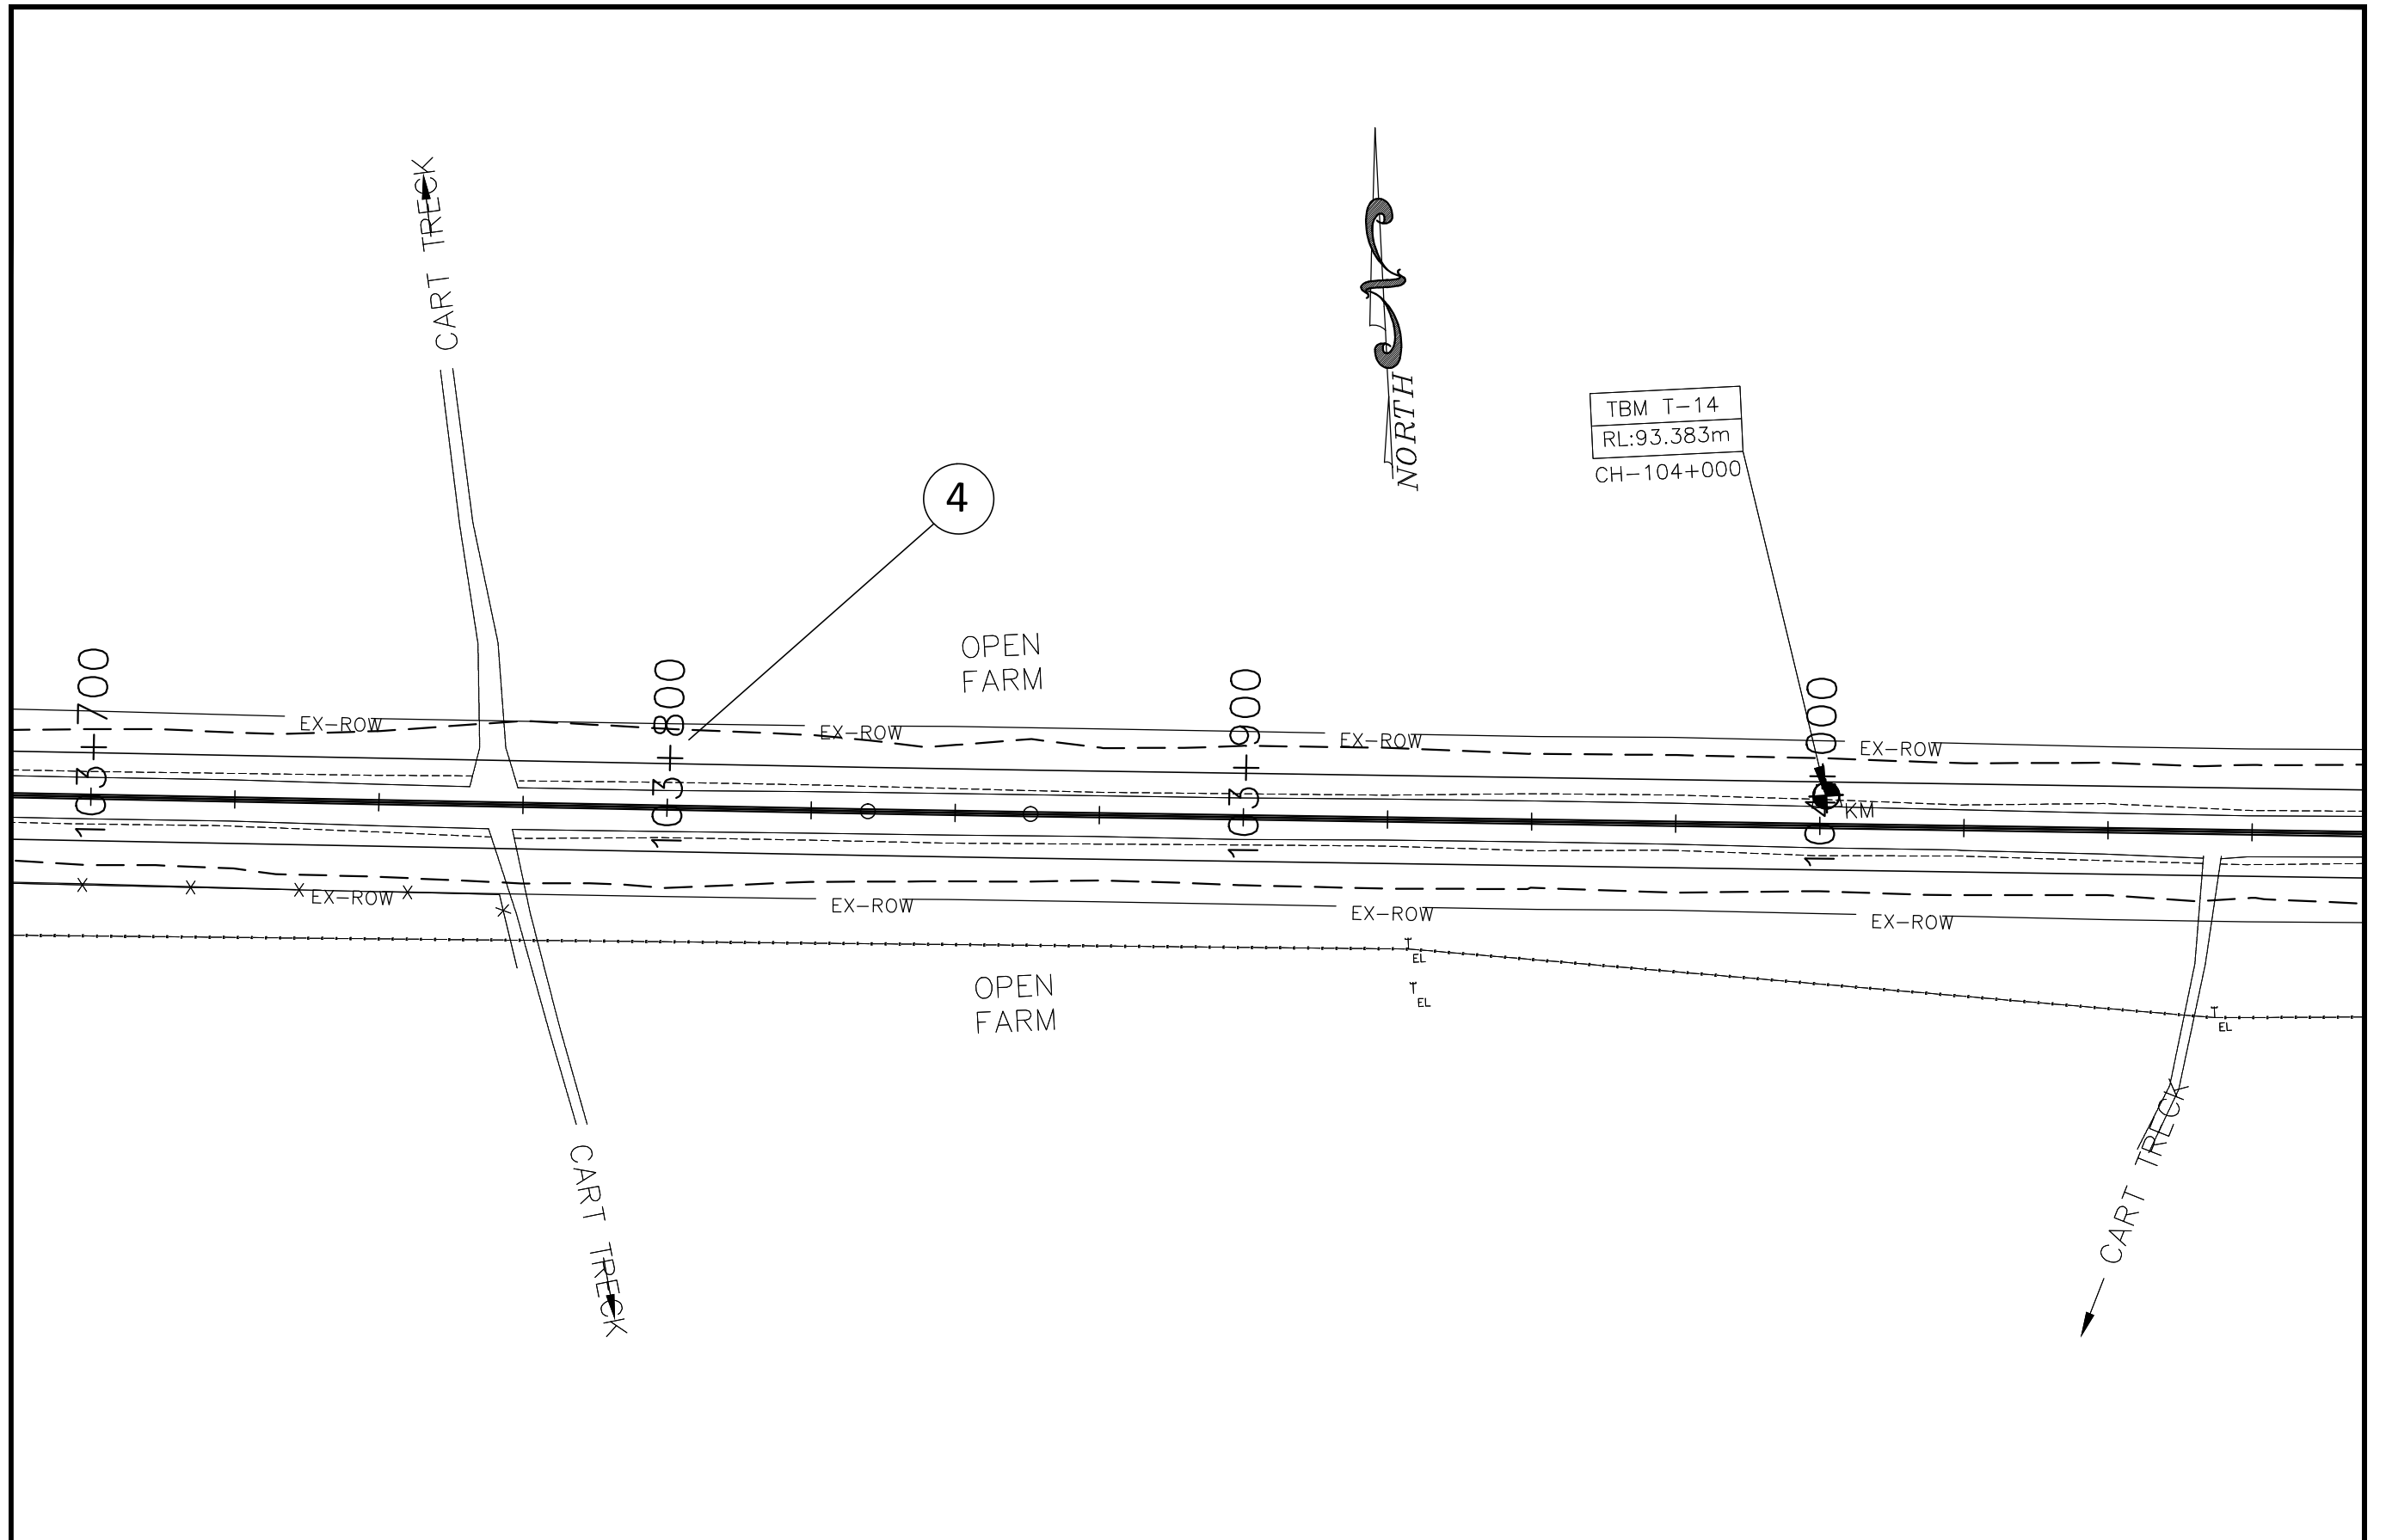 CART TRECK
NORTH
TBM T-14
RL:93.383m
CH-104+000
4
OPEN
FARM
103+700
103+800
103+900
104+000
EX-ROW
EX-ROW
EX-ROW
EX-ROW
KM
EX-ROW
EX-ROW
EX-ROW
EX-ROW
EL
EL
EL
OPEN
FARM
CART TRECK
CART TRECK